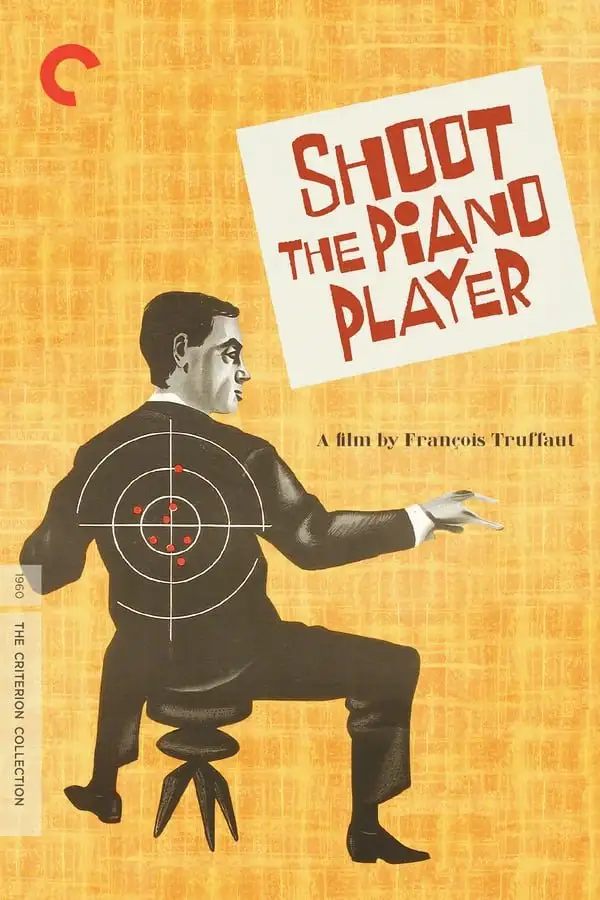 SHOOT
THE PiANO
PLAYER
A film by François Truffaut
1960
THE CRITERION COLLECTION